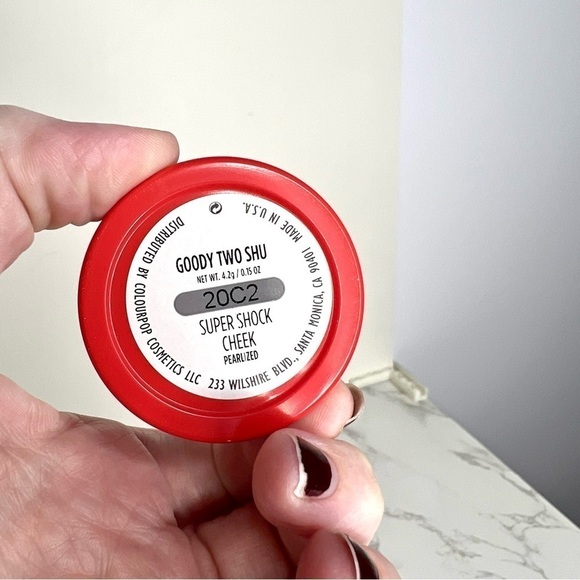 GOODY TWO SHU
NET WT. 4.2g / 0.15 OZ
20C2
SUPER SHOCK
CHEEK
PEARLIZED
DISTRIBUTED BY COLOURPOP COSMETICS LLC 233 WILSHIRE BLVD., SANTA MONICA, CA 90401 MADE IN U.S.A.